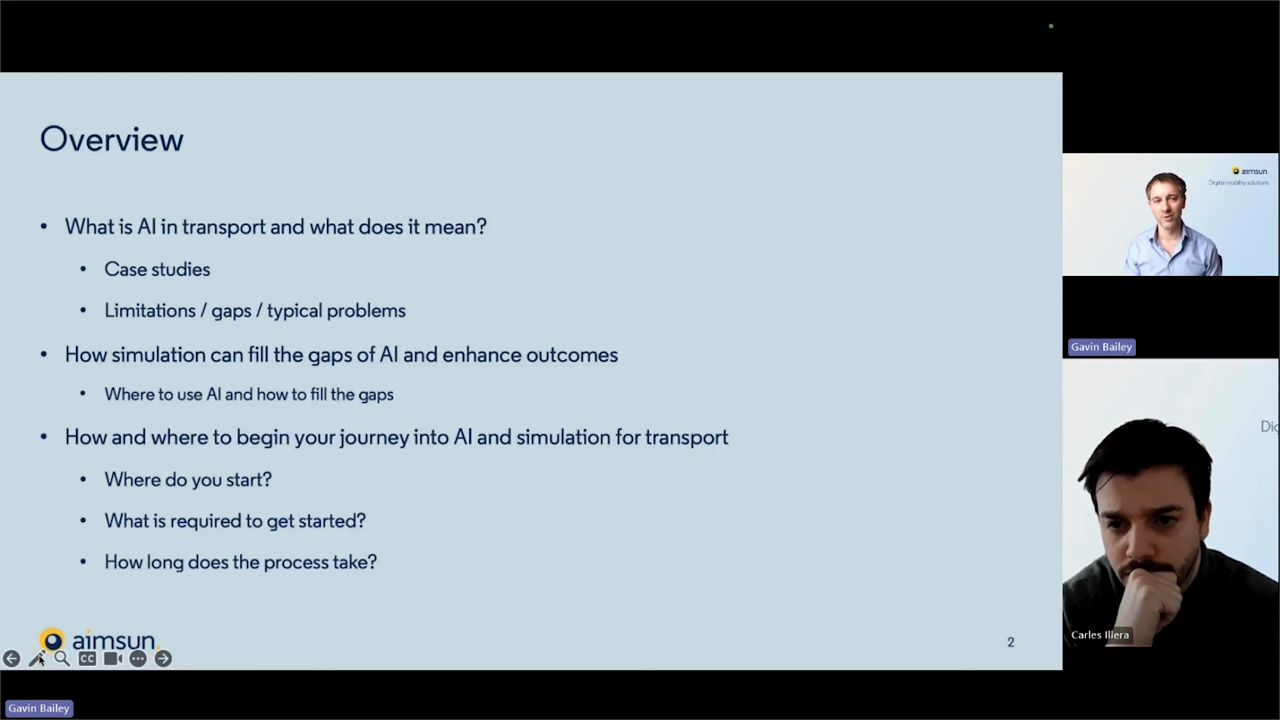 Overview
• What is AI in transport and what does it mean?
• Case studies
• Limitations / gaps / typical problems
• How simulation can fill the gaps of AI and enhance outcomes
• Where to use AI and how to fill the gaps
• How and where to begin your journey into AI and simulation for transport
• Where do you start?
• What is required to get started?
• How long does the process take?
aimsun.
2
CC
Gavin Bailey
aimsun.
Digital mobility solutions
Gavin Bailey
Dig
Carles Illera